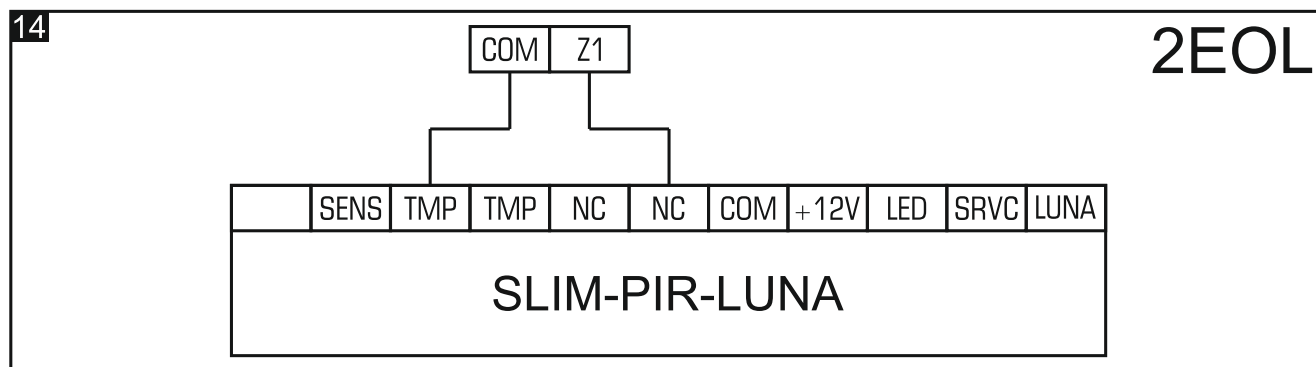 14
2EOL
COM Z1
SENS TMP TMP NC NC COM +12V LED SRVC LUNA
SLIM-PIR-LUNA